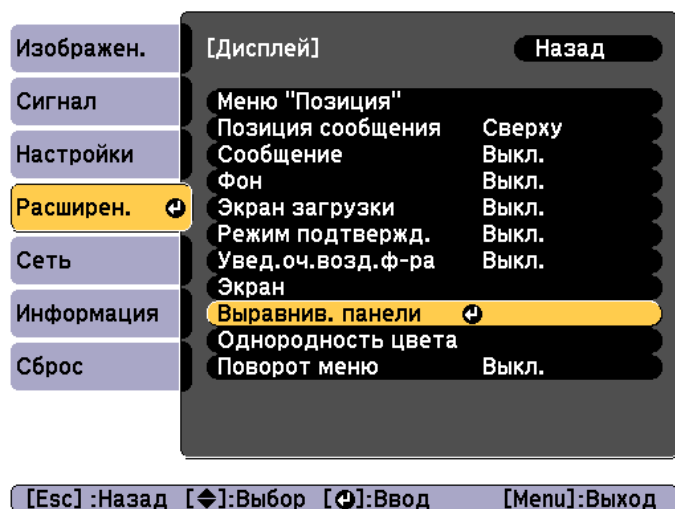 Изображен.
Сигнал
Настройки
Расширен.
Сеть
Информация
Сброс
[Дисплей] Назад
Меню "Позиция"
Позиция сообщения Сверху
Сообщение Выкл.
Фон Выкл.
Экран загрузки Выкл.
Режим подтвержд. Выкл.
Увед.оч.возд.ф-ра Выкл.
Экран
Выравнив. панели
Однородность цвета
Поворот меню Выкл.
[Esc] :Назад [◆]:Выбор [↵]:Ввод [Menu]:Выход